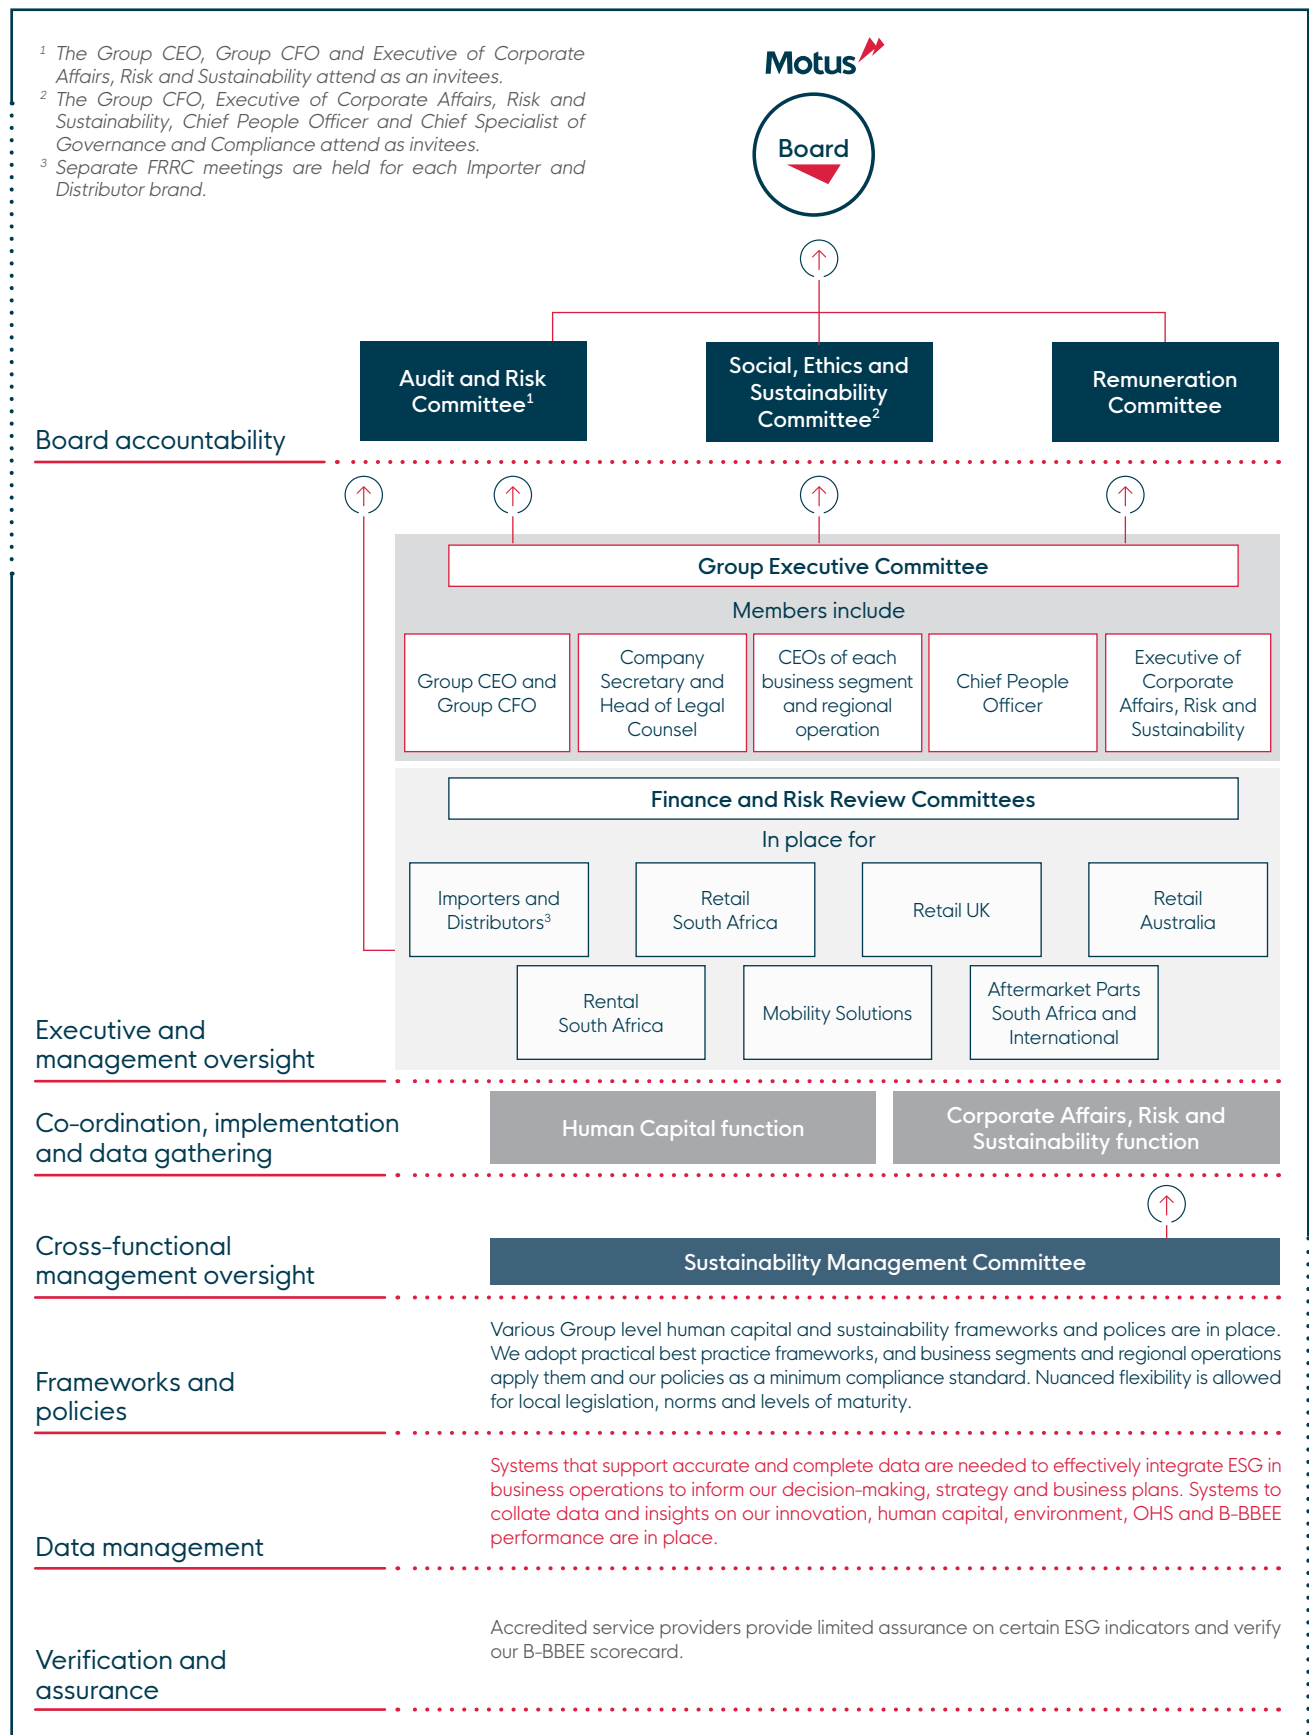 ¹ The Group CEO, Group CFO and Executive of Corporate
Affairs, Risk and Sustainability attend as an invitees.
² The Group CFO, Executive of Corporate Affairs, Risk and
Sustainability, Chief People Officer and Chief Specialist of
Governance and Compliance attend as invitees.
³ Separate FRRC meetings are held for each Importer and
Distributor brand.
Motus
Board
Audit and Risk
Committee¹
Social, Ethics and
Sustainability
Committee²
Remuneration
Committee
Board accountability
Group Executive Committee
Members include
Group CEO and
Group CFO
Company
Secretary and
Head of Legal
Counsel
CEOs of each
business segment
and regional
operation
Chief People
Officer
Executive of
Corporate
Affairs, Risk and
Sustainability
Finance and Risk Review Committees
In place for
Importers and
Distributors³
Retail
South Africa
Retail UK
Retail
Australia
Rental
South Africa
Mobility Solutions
Aftermarket Parts
South Africa and
International
Executive and
management oversight
Co-ordination, implementation
and data gathering
Human Capital function
Corporate Affairs, Risk and
Sustainability function
Cross-functional
management oversight
Sustainability Management Committee
Frameworks and
policies
Various Group level human capital and sustainability frameworks and polices are in place.
We adopt practical best practice frameworks, and business segments and regional operations
apply them and our policies as a minimum compliance standard. Nuanced flexibility is allowed
for local legislation, norms and levels of maturity.
Data management
Systems that support accurate and complete data are needed to effectively integrate ESG in
business operations to inform our decision-making, strategy and business plans. Systems to
collate data and insights on our innovation, human capital, environment, OHS and B-BBEE
performance are in place.
Verification and
assurance
Accredited service providers provide limited assurance on certain ESG indicators and verify
our B-BBEE scorecard.